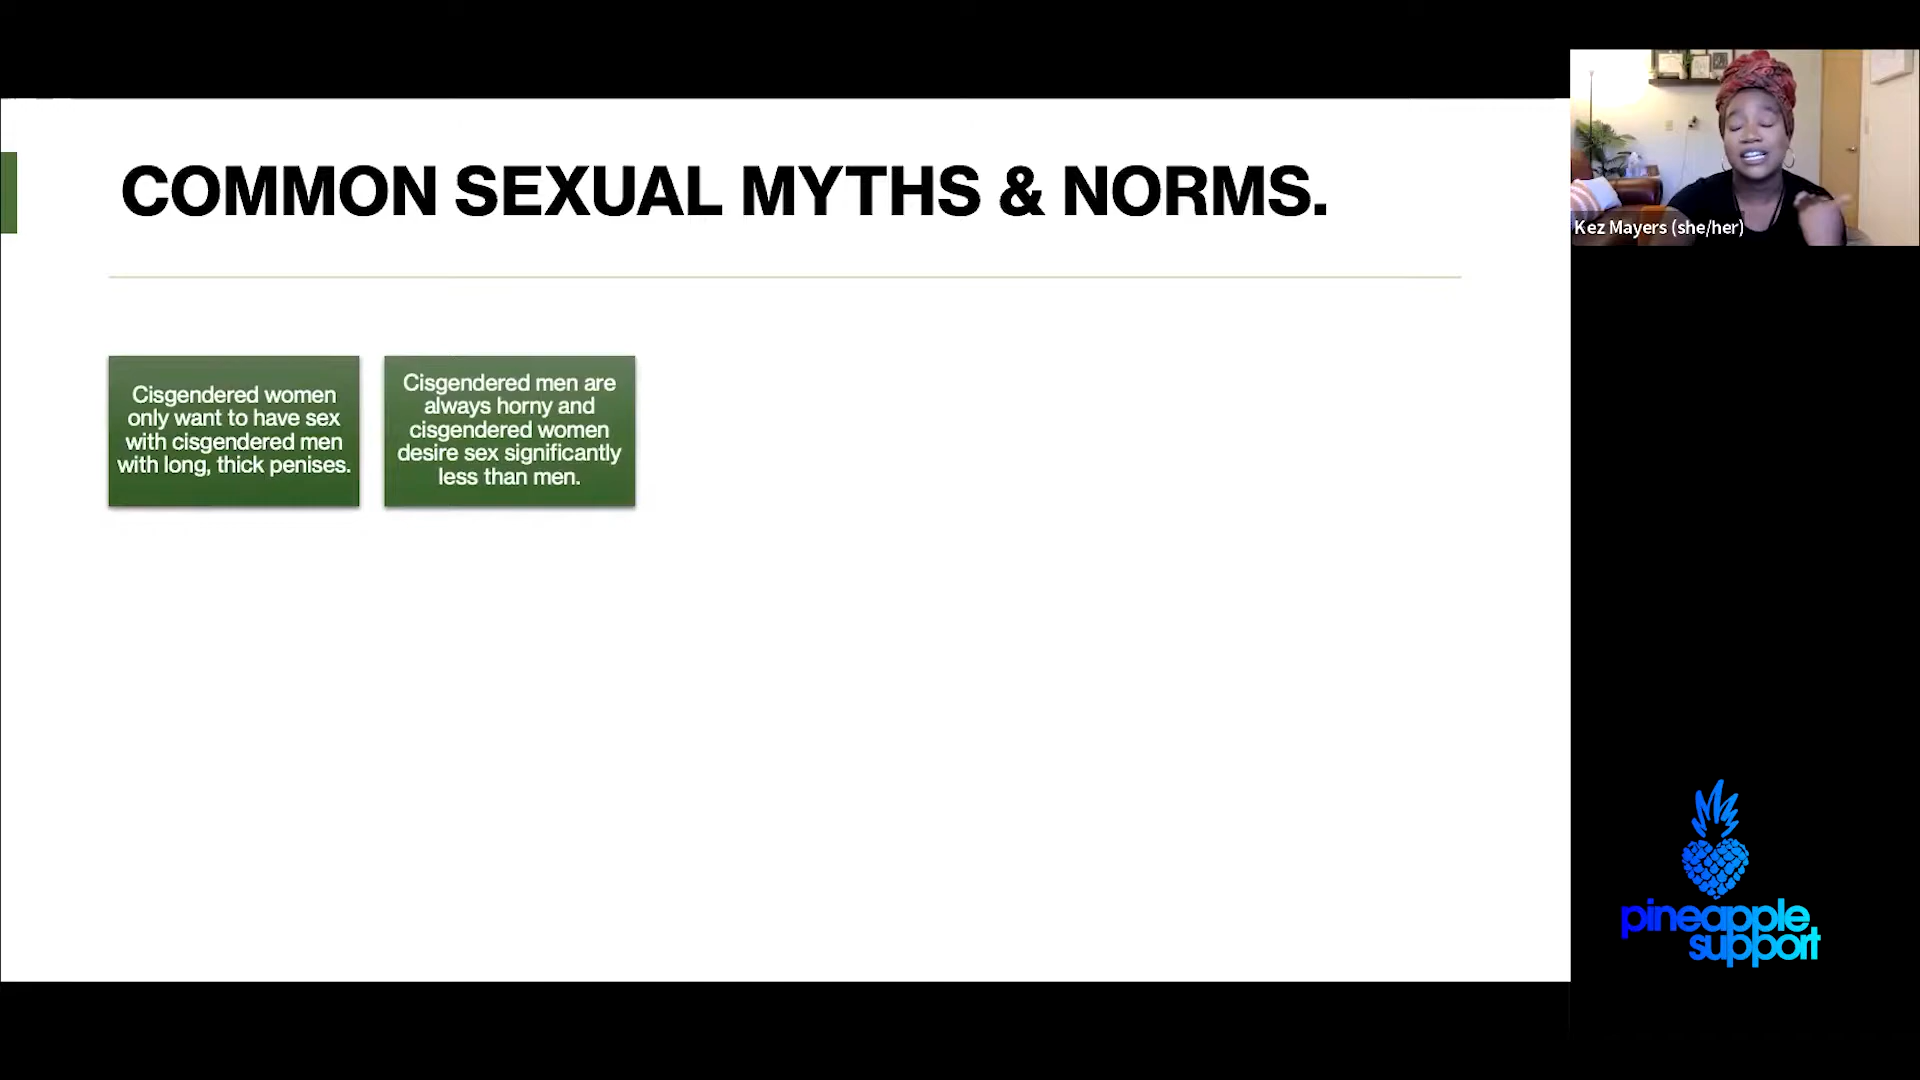 COMMON SEXUAL MYTHS & NORMS.
Cisgendered women
only want to have sex
with cisgendered men
with long, thick penises.
Cisgendered men are
always horny and
cisgendered women
desire sex significantly
less than men.
Kez Mayers (she/her)
pineapple
support